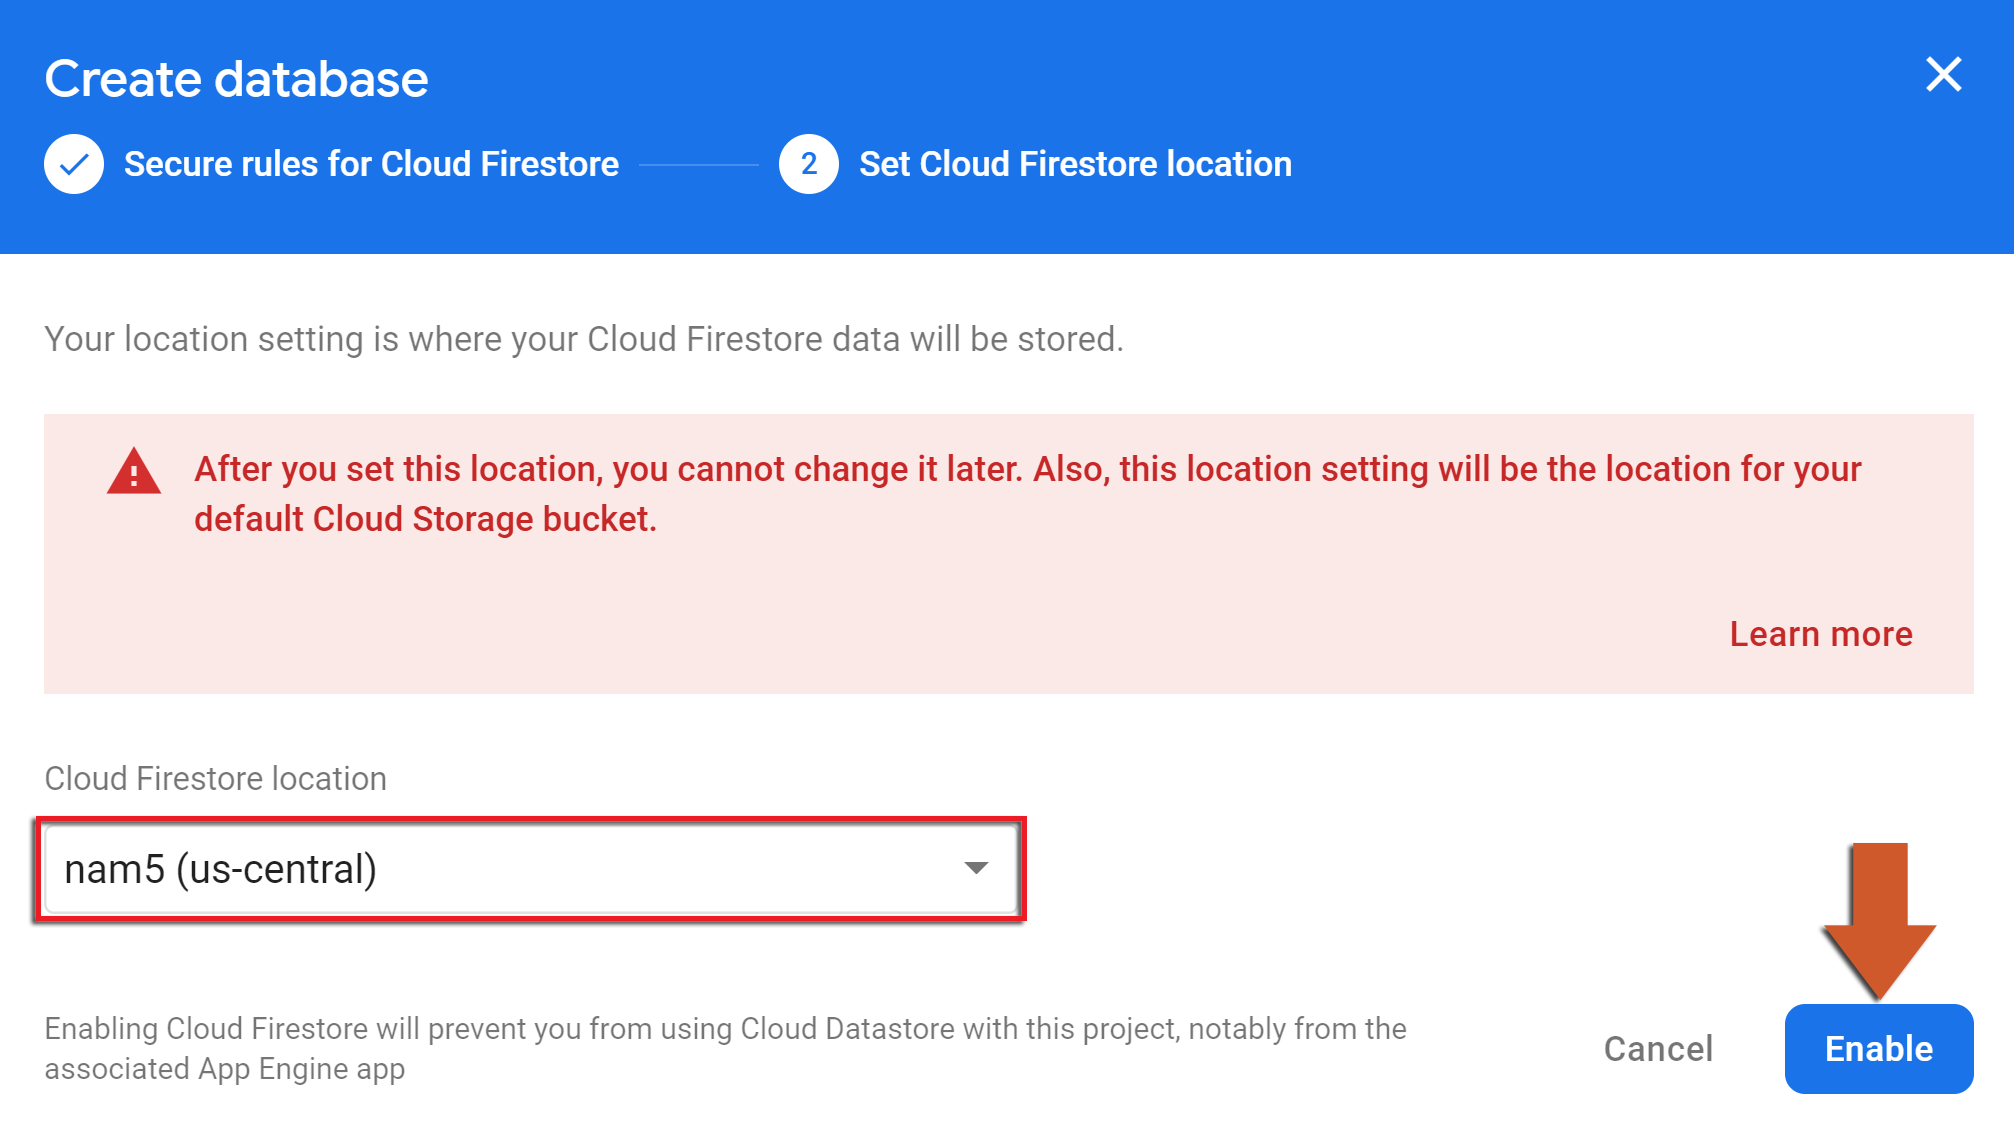 Create database
Secure rules for Cloud Firestore
2 Set Cloud Firestore location
Your location setting is where your Cloud Firestore data will be stored.
After you set this location, you cannot change it later. Also, this location setting will be the location for your
default Cloud Storage bucket.
Learn more
Cloud Firestore location
nam5 (us-central)
Enabling Cloud Firestore will prevent you from using Cloud Datastore with this project, notably from the
associated App Engine app
Cancel
Enable